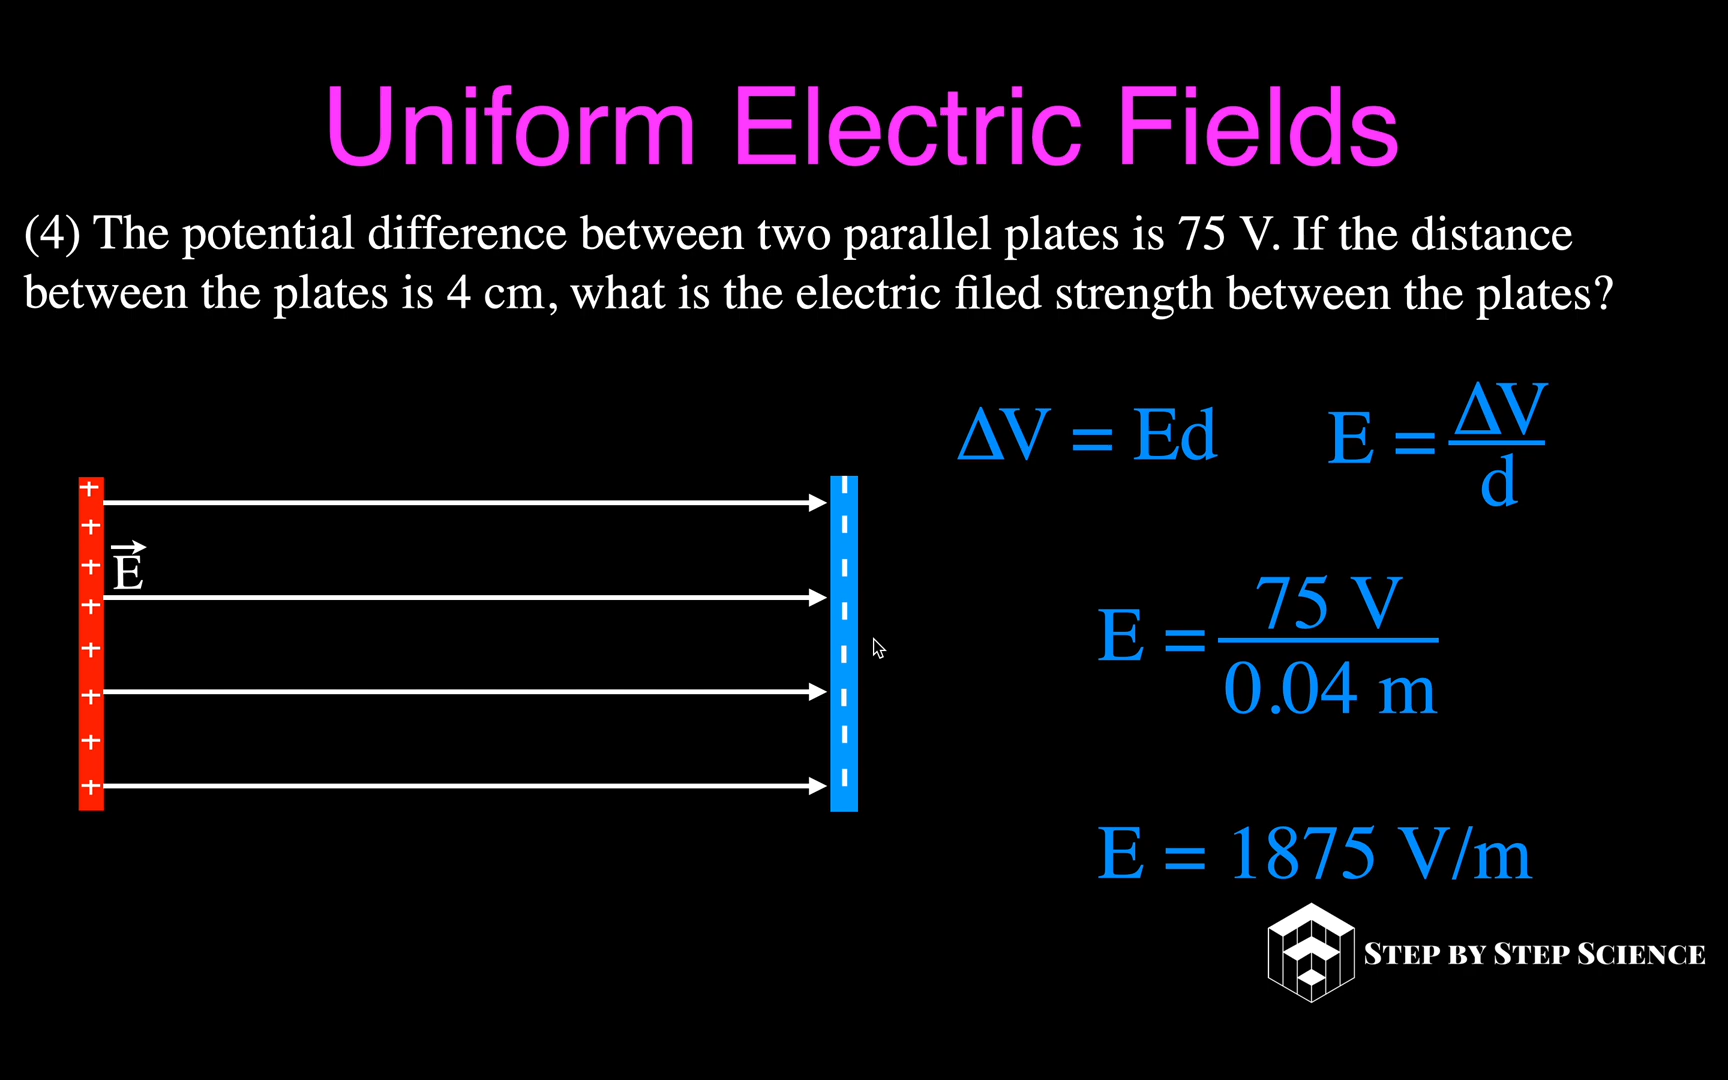 Uniform Electric Fields
(4) The potential difference between two parallel plates is 75 V. If the distance
between the plates is 4 cm, what is the electric filed strength between the plates?
ΔV = Ed
E = ΔV/d
E
E = 75 V/0.04 m
E = 1875 V/m
STEP BY STEP SCIENCE